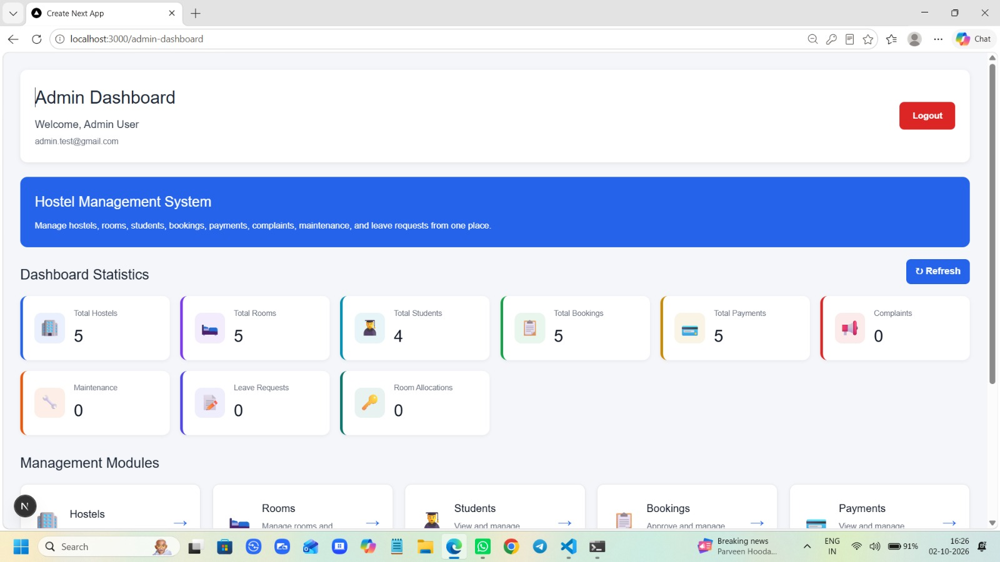 Create Next App
localhost:3000/admin-dashboard
Chat
Admin Dashboard
Welcome, Admin User
admin.test@gmail.com
Logout
Hostel Management System
Manage hostels, rooms, students, bookings, payments, complaints, maintenance, and leave requests from one place.
Dashboard Statistics
↻ Refresh
Total Hostels
5
Total Rooms
5
Total Students
4
Total Bookings
5
Total Payments
5
Complaints
0
Maintenance
0
Leave Requests
0
Room Allocations
0
Management Modules
N
Hostels
→
Rooms
Manage rooms and
→
Students
View and manage
→
Bookings
Approve and manage
→
Payments
View and manage
→
Search
Breaking news
Parveen Hooda...
ENG
IN
91%
16:26
02-10-2026